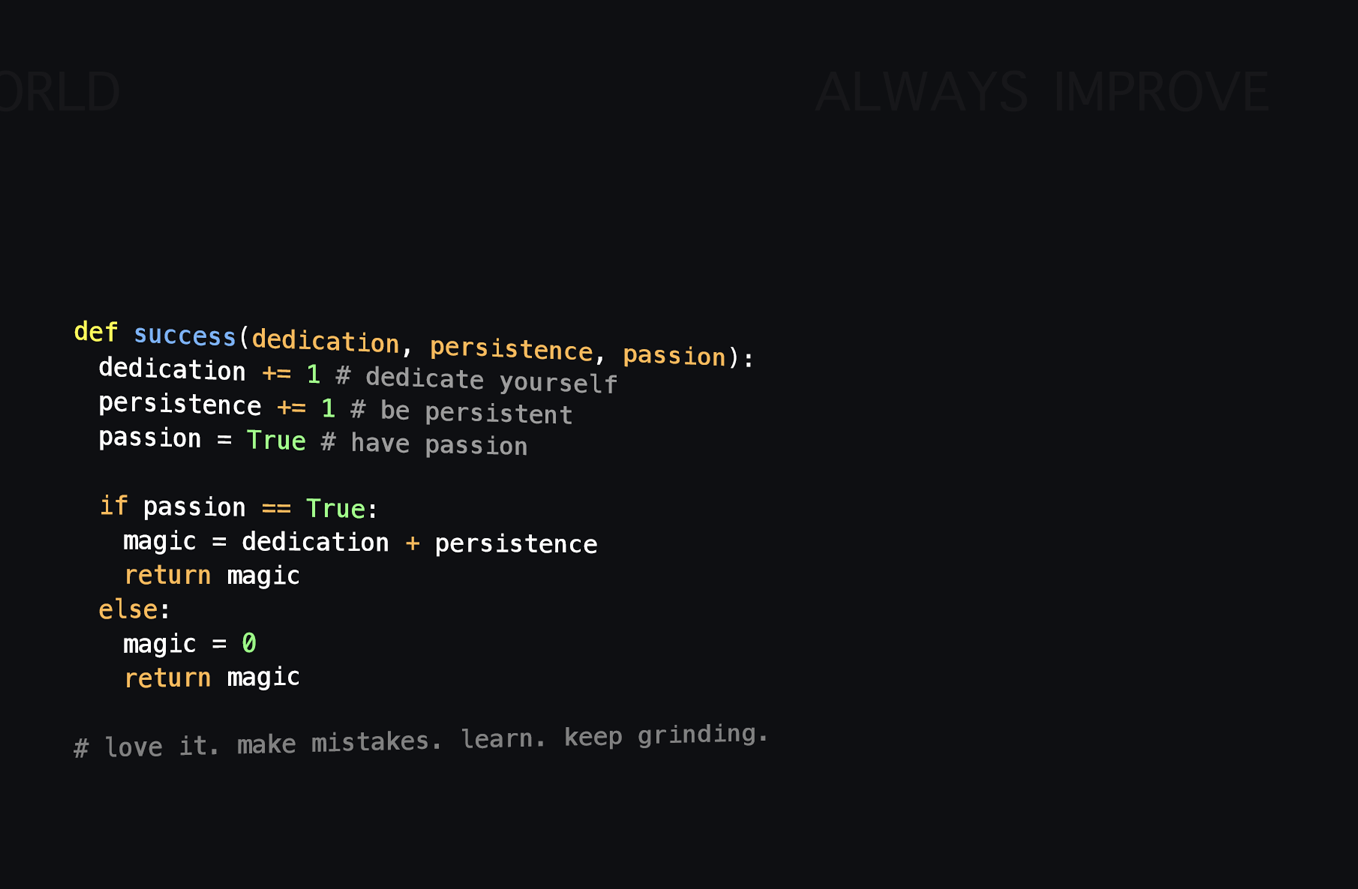 ORLD ALWAYS IMPROVE
def success(dedication, persistence, passion):
  dedication += 1 # dedicate yourself
  persistence += 1 # be persistent
  passion = True # have passion

  if passion == True:
    magic = dedication + persistence
    return magic
  else:
    magic = 0
    return magic

# love it. make mistakes. learn. keep grinding.